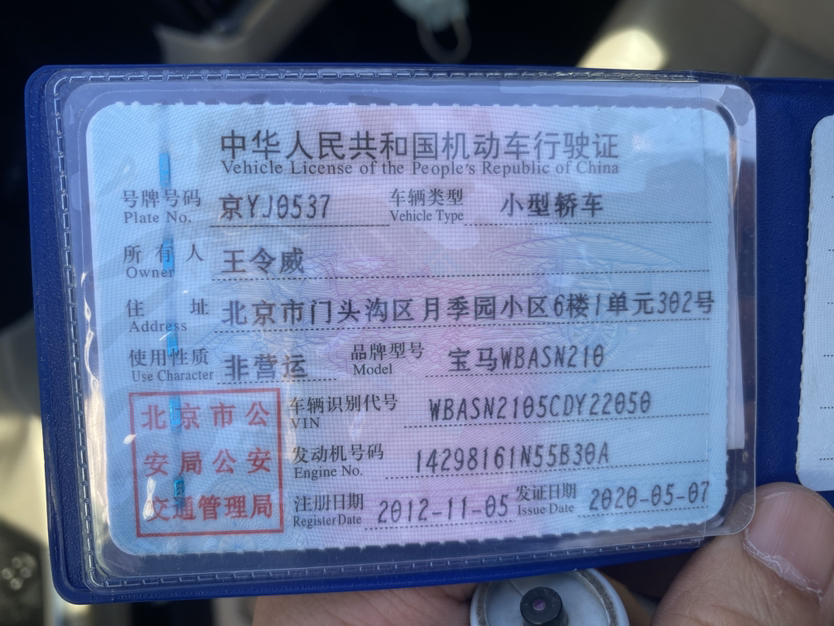 中华人民共和国机动车行驶证
Vehicle License of the People's Republic of China
号牌号码 京YJ0537 车辆类型 小型轿车
Plate No. Vehicle Type
所有人 王令威
Owner
住址 北京市门头沟区月季园小区6楼1单元302号
Address
使用性质 非营运 品牌型号 宝马WBASN210
Use Character Model
北京市公安局公安交通管理局
车辆识别代号 WBASN2105CDY22050
VIN
发动机号码 14298161N55B30A
Engine No.
注册日期 2012-11-05 发证日期 2020-05-07
Register Date Issue Date